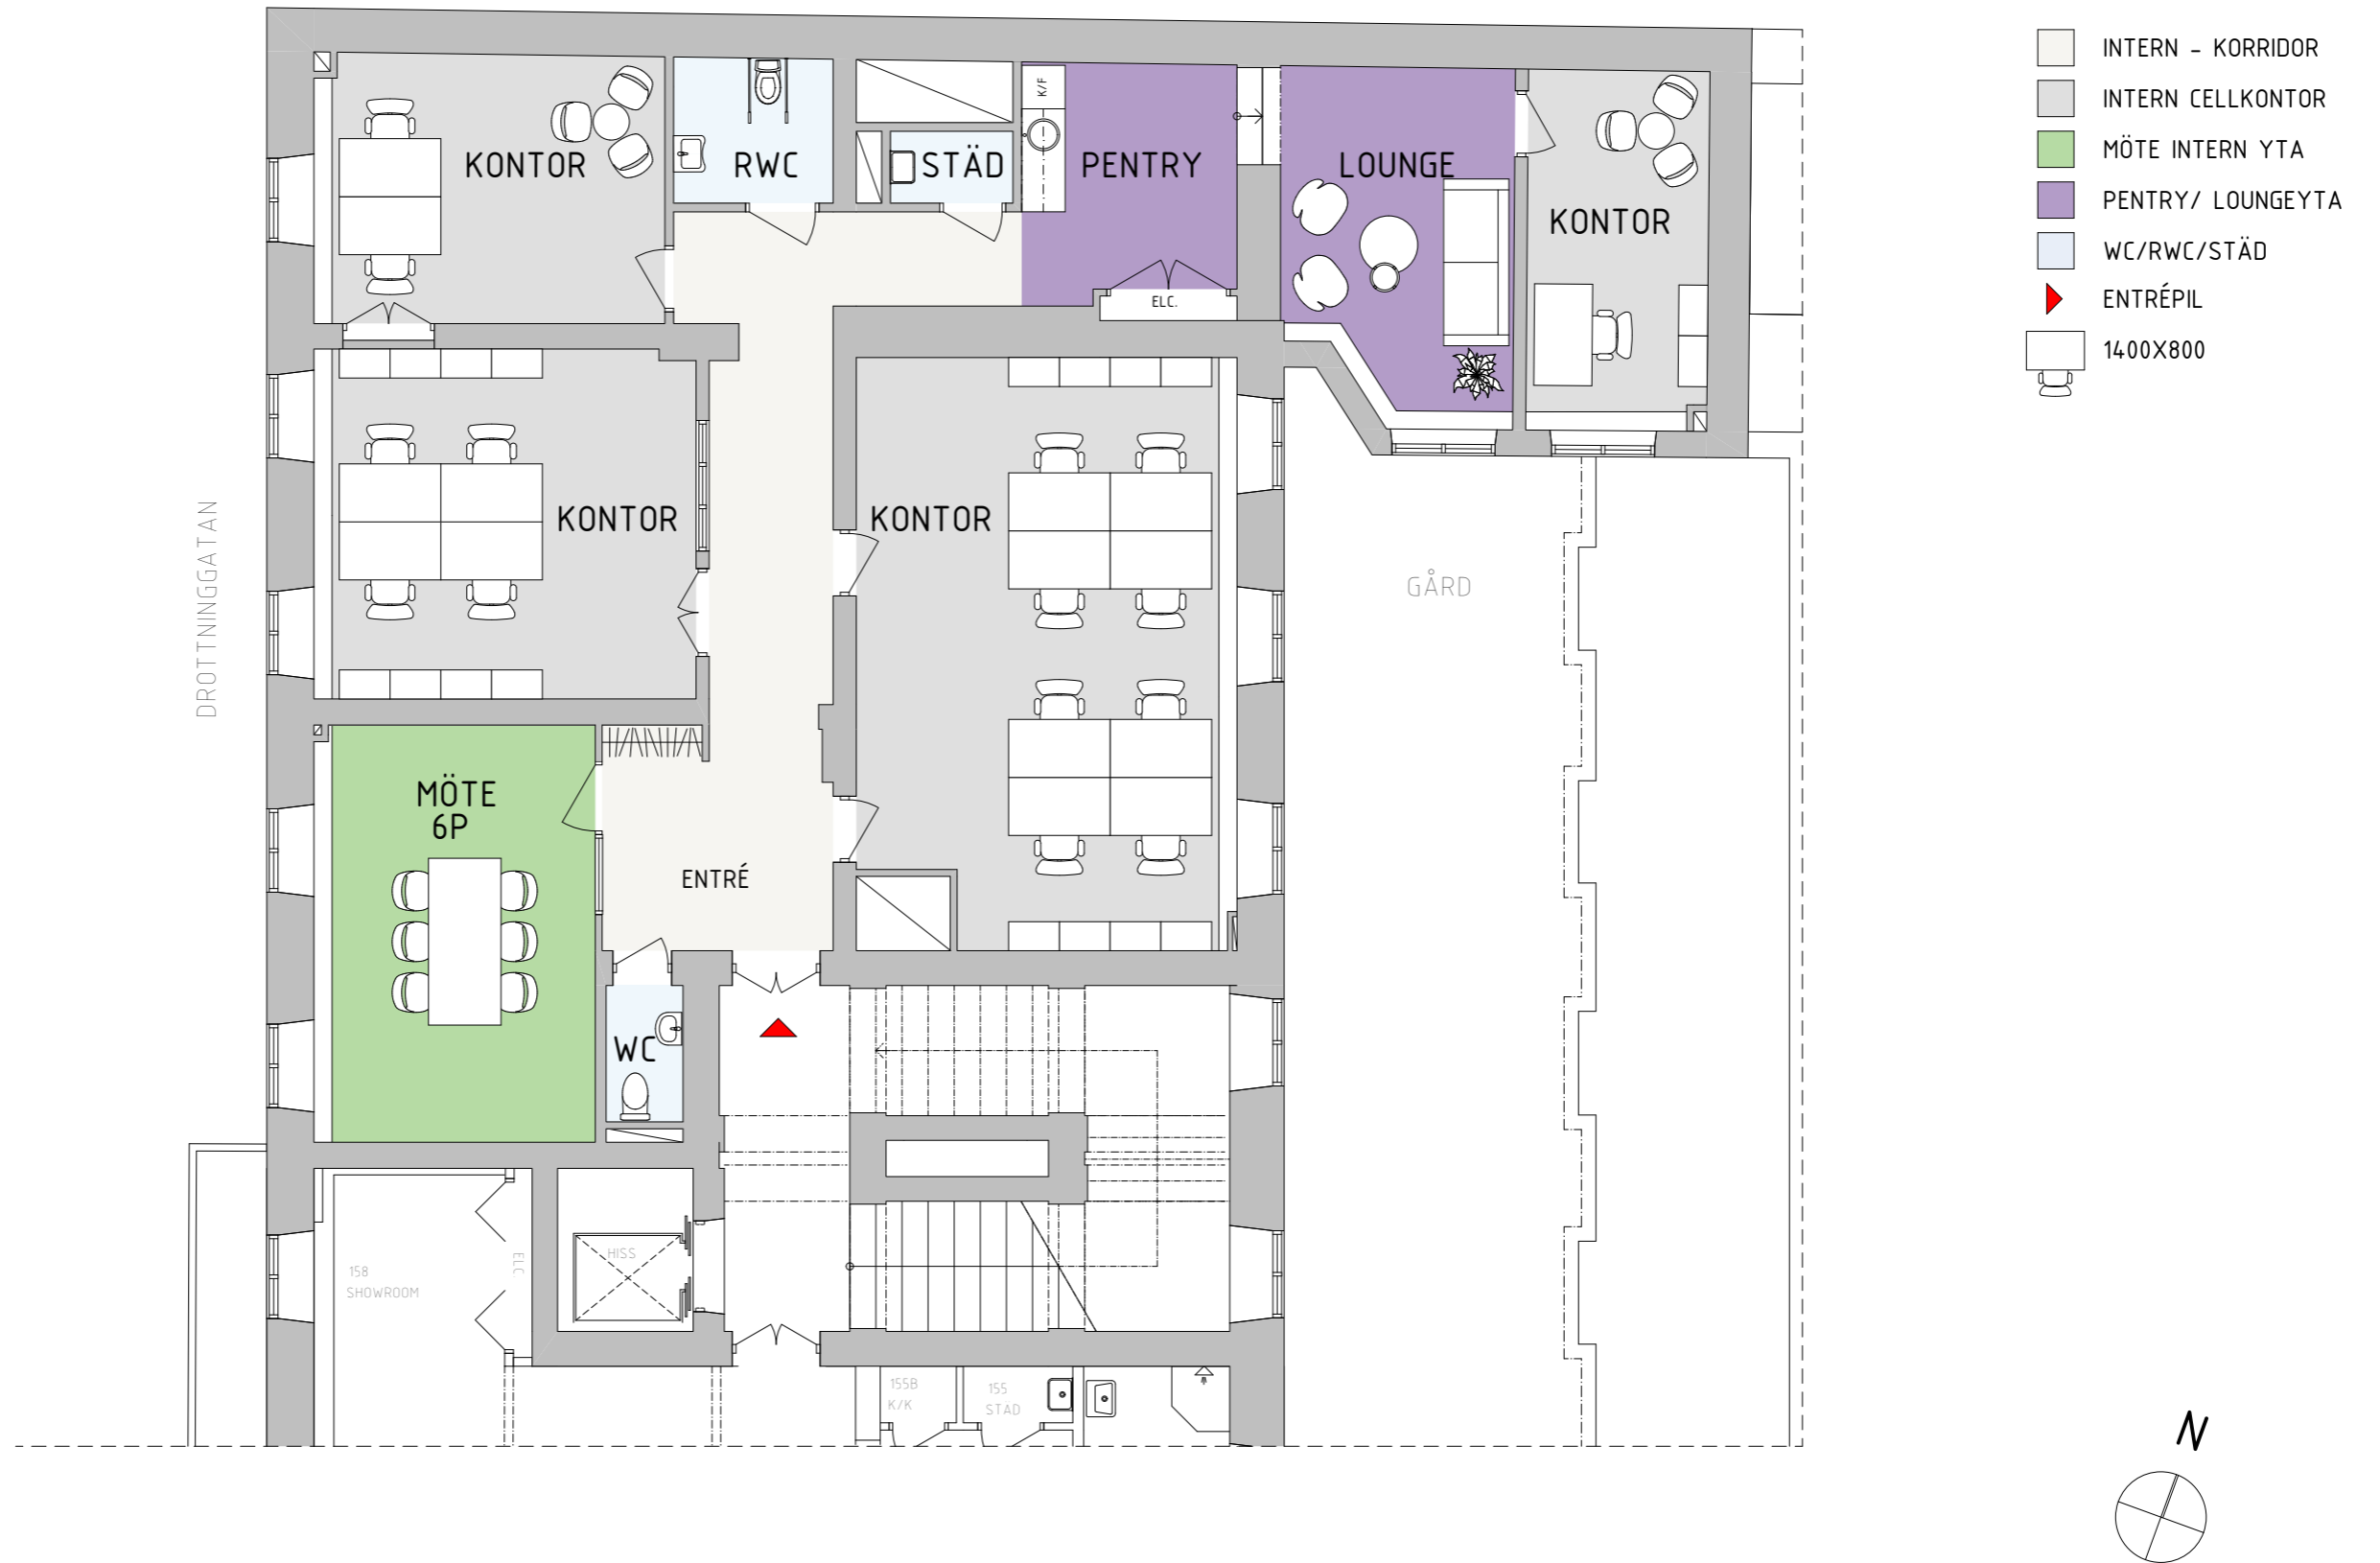 INTERN - KORRIDOR
INTERN CELLKONTOR
MÖTE INTERN YTA
PENTRY/ LOUNGEYTA
WC/RWC/STÄD
ENTRÉPIL
1400X800
K/F
KONTOR
RWC
STÄD
PENTRY
LOUNGE
KONTOR
ELC.
KONTOR
KONTOR
DROTTNINGGATAN
GÅRD
MÖTE
6P
ENTRÉ
WC
HISS
ELC
158
SHOWROOM
155B
K/K
155
STAD
N